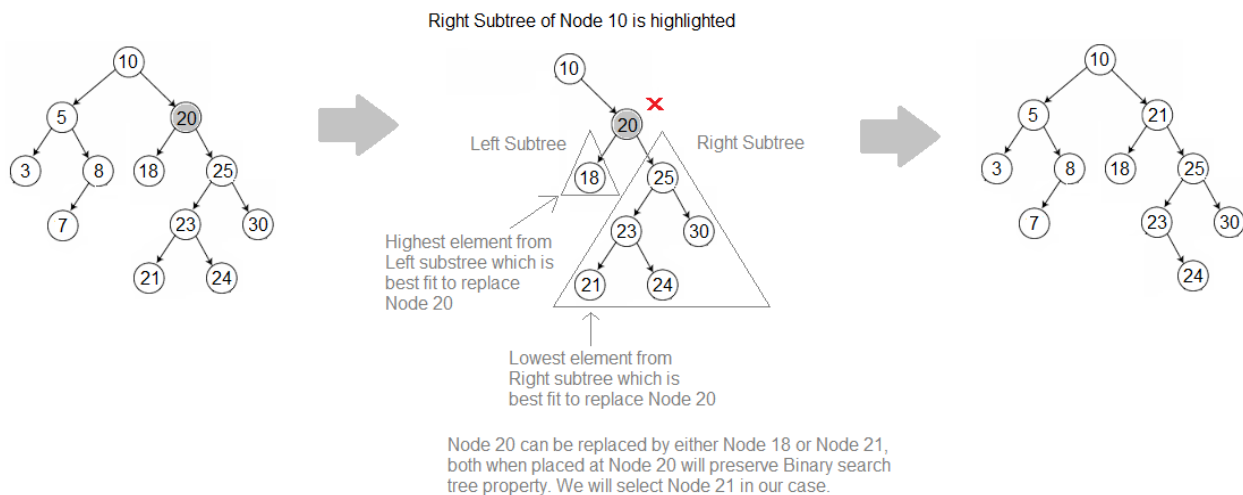 Right Subtree of Node 10 is highlighted
10
5
20
3
8
18
25
7
23
30
21
24
10
20
Left Subtree
Right Subtree
18
25
23
30
21
24
Highest element from
Left substree which is
best fit to replace
Node 20
Lowest element from
Right subtree which is
best fit to replace Node 20
Node 20 can be replaced by either Node 18 or Node 21,
both when placed at Node 20 will preserve Binary search
tree property. We will select Node 21 in our case.
10
5
21
3
8
18
25
7
23
30
24